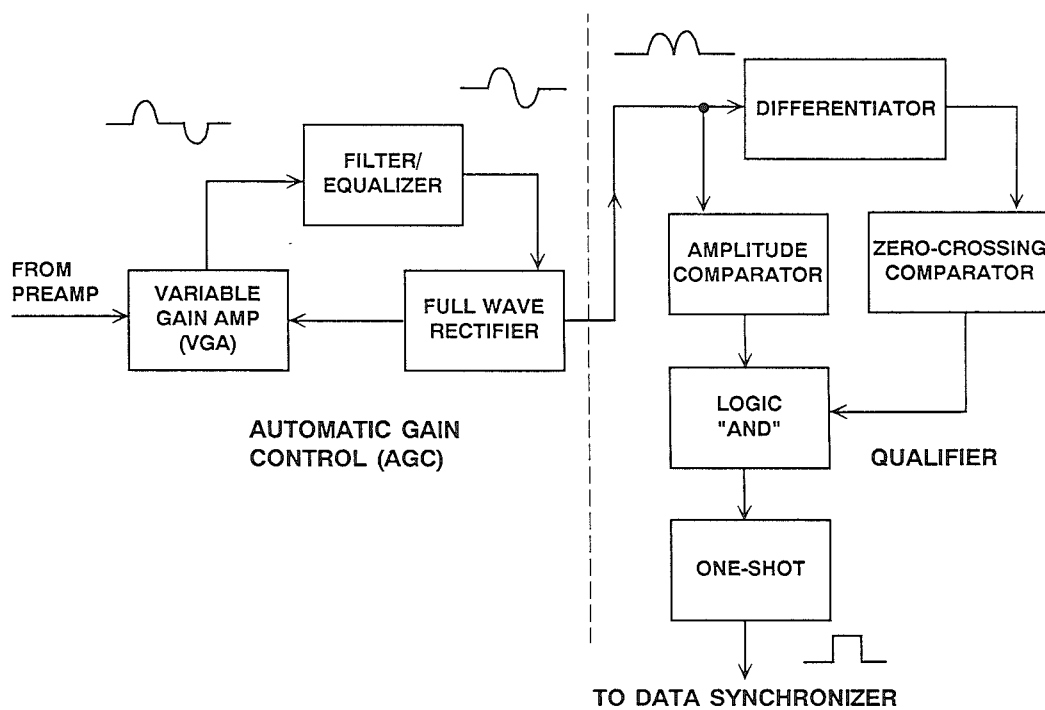 FROM
PREAMP
VARIABLE
GAIN AMP
(VGA)
FILTER/
EQUALIZER
FULL WAVE
RECTIFIER
AUTOMATIC GAIN
CONTROL (AGC)
DIFFERENTIATOR
AMPLITUDE
COMPARATOR
ZERO-CROSSING
COMPARATOR
LOGIC
"AND"
QUALIFIER
ONE-SHOT
TO DATA SYNCHRONIZER